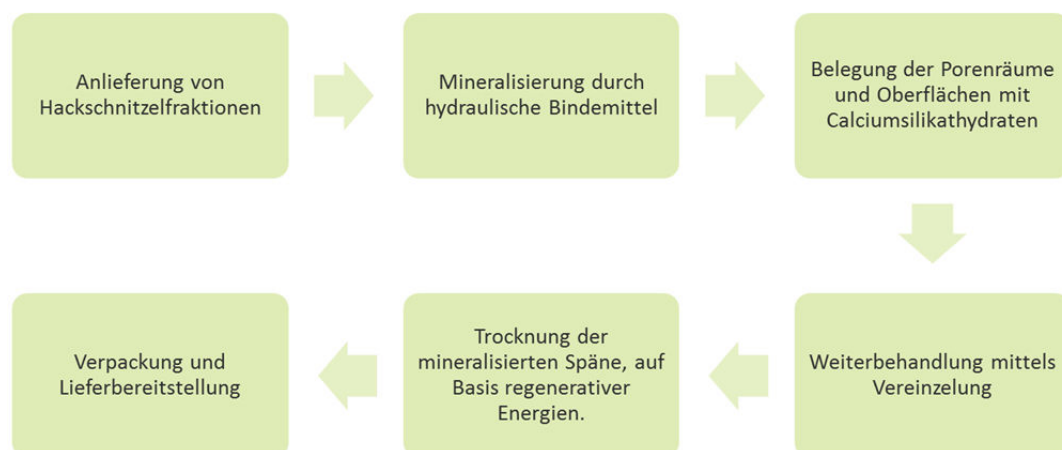 Anlieferung von
Hackschnitzelfraktionen
Mineralisierung durch
hydraulische Bindemittel
Belegung der Porenräume
und Oberflächen mit
Calciumsilikathydraten
Weiterbehandlung mittels
Vereinzelung
Trocknung der
mineralisierten Späne, auf
Basis regenerativer
Energien.
Verpackung und
Lieferbereitstellung